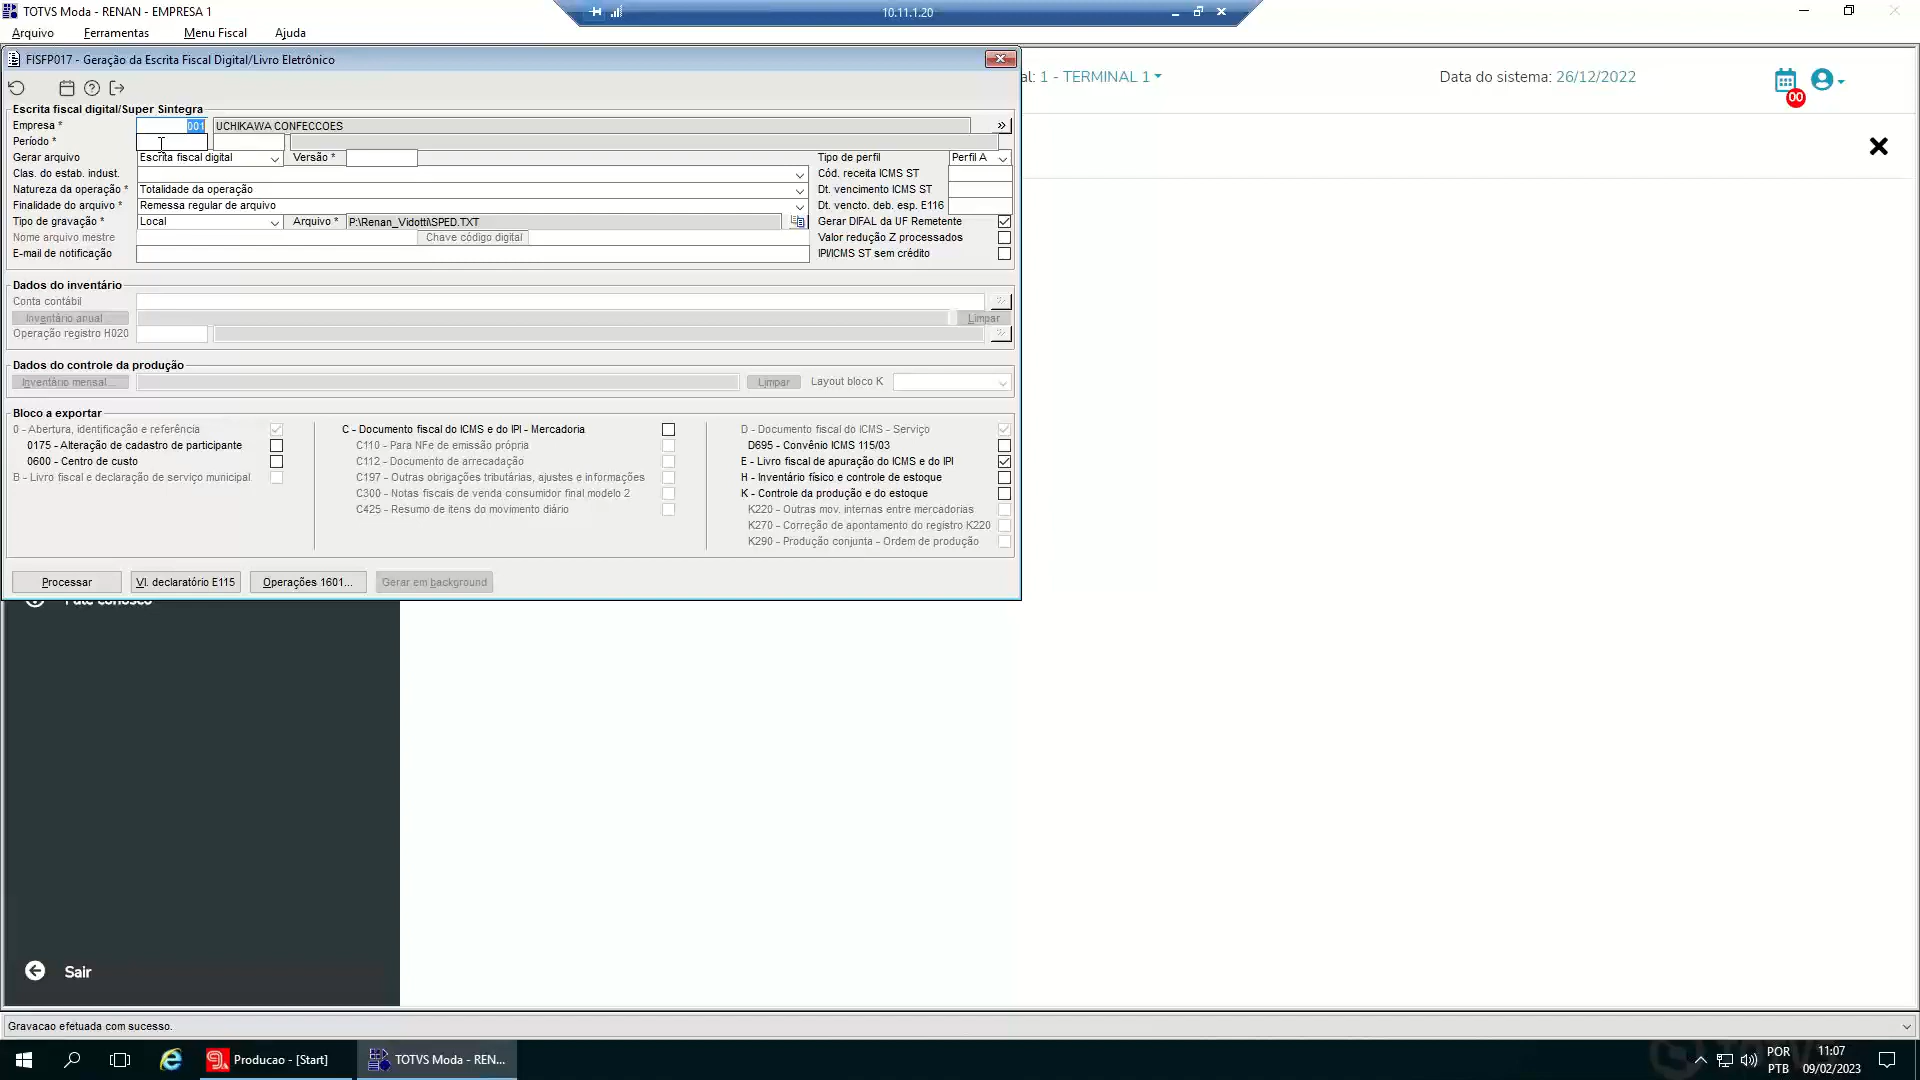 TOTVS Moda - RENAN - EMPRESA 1
10.11.1.20
Arquivo Ferramentas Menu Fiscal Ajuda
FISFP017 - Geração da Escrita Fiscal Digital/Livro Eletrônico
al: 1 - TERMINAL 1
Data do sistema: 26/12/2022
00
Escrita fiscal digital/Super Sintegra
Empresa * 001 UCHIKAWA CONFECCOES »
Período *
Gerar arquivo Escrita fiscal digital Versão * Tipo de perfil Perfil A
Clas. do estab. indust. Cód. receita ICMS ST
Natureza da operação * Totalidade da operação Dt. vencimento ICMS ST
Finalidade do arquivo * Remessa regular de arquivo Dt. vencto. deb. esp. E116
Tipo de gravação * Local Arquivo * P:\Renan_Vidotti\SPED.TXT Gerar DIFAL da UF Remetente
Nome arquivo mestre Chave código digital Valor redução Z processados
E-mail de notificação IPI/ICMS ST sem crédito
Dados do inventário
Conta contábil
Inventário anual... Limpar
Operação registro H020
Dados do controle da produção
Inventário mensal... Limpar Layout bloco K
Bloco a exportar
0 - Abertura, identificação e referência C - Documento fiscal do ICMS e do IPI - Mercadoria D - Documento fiscal do ICMS - Serviço
0175 - Alteração de cadastro de participante C110 - Para NFe de emissão própria D695 - Convênio ICMS 115/03
0600 - Centro de custo C112 - Documento de arrecadação E - Livro fiscal de apuração do ICMS e do IPI
B - Livro fiscal e declaração de serviço municipal. C197 - Outras obrigações tributárias, ajustes e informações H - Inventário físico e controle de estoque
C300 - Notas fiscais de venda consumidor final modelo 2 K - Controle da produção e do estoque
C425 - Resumo de itens do movimento diário K220 - Outras mov. internas entre mercadorias
K270 - Correção de apontamento do registro K220
K290 - Produção conjunta - Ordem de produção
Processar Vl. declaratório E115 Operações 1601... Gerar em background
Fale conosco
Sair
Gravacao efetuada com sucesso.
Producao - [Start] TOTVS Moda - REN...
POR 11:07
PTB 09/02/2023